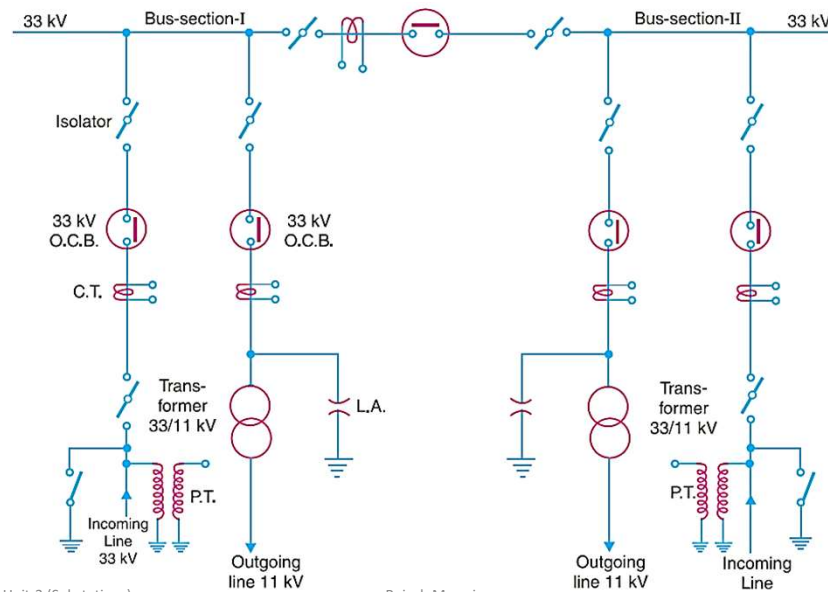 33 kV
Bus-section-I
Bus-section-II
33 kV
Isolator
33 kV
O.C.B.
33 kV
O.C.B.
C.T.
Trans-
former
33/11 kV
L.A.
Trans-
former
33/11 kV
P.T.
P.T.
Incoming
Line
33 kV
Outgoing
line 11 kV
Outgoing
line 11 kV
Incoming
Line